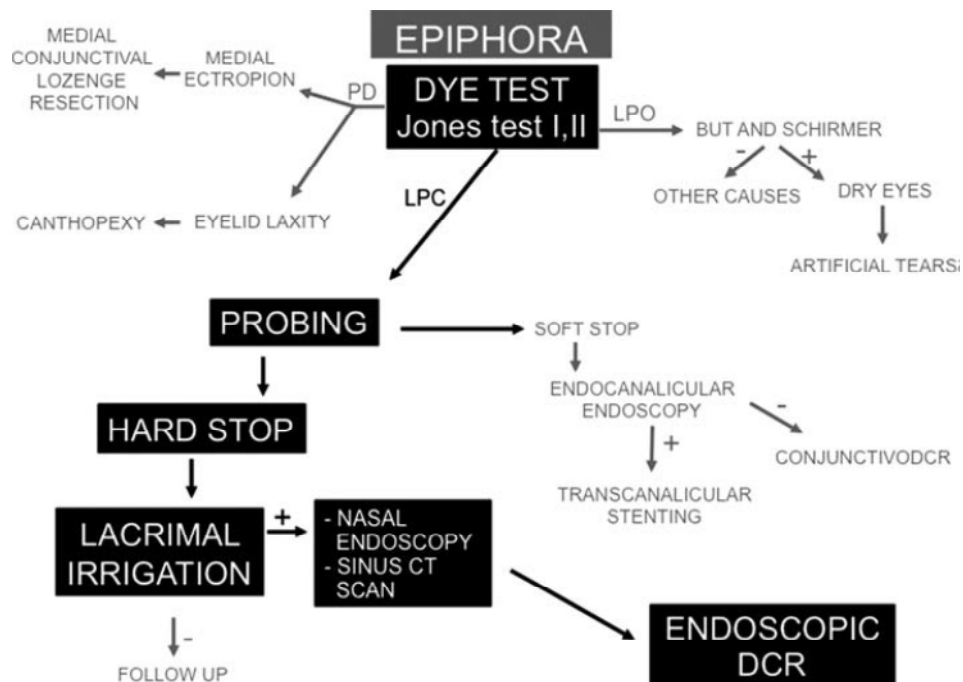 EPIPHORA
DYE TEST
Jones test I,II
PD
MEDIAL
ECTROPION
MEDIAL
CONJUNCTIVAL
LOZENGE
RESECTION
EYELID LAXITY
CANTHOPEXY
LPO
BUT AND SCHIRMER
-
+
OTHER CAUSES
DRY EYES
ARTIFICIAL TEARS
LPC
PROBING
SOFT STOP
ENDOCANALICULAR
ENDOSCOPY
-
+
CONJUNCTIVODCR
TRANSCANALICULAR
STENTING
HARD STOP
LACRIMAL
IRRIGATION
+
- NASAL
ENDOSCOPY
- SINUS CT
SCAN
-
FOLLOW UP
ENDOSCOPIC
DCR